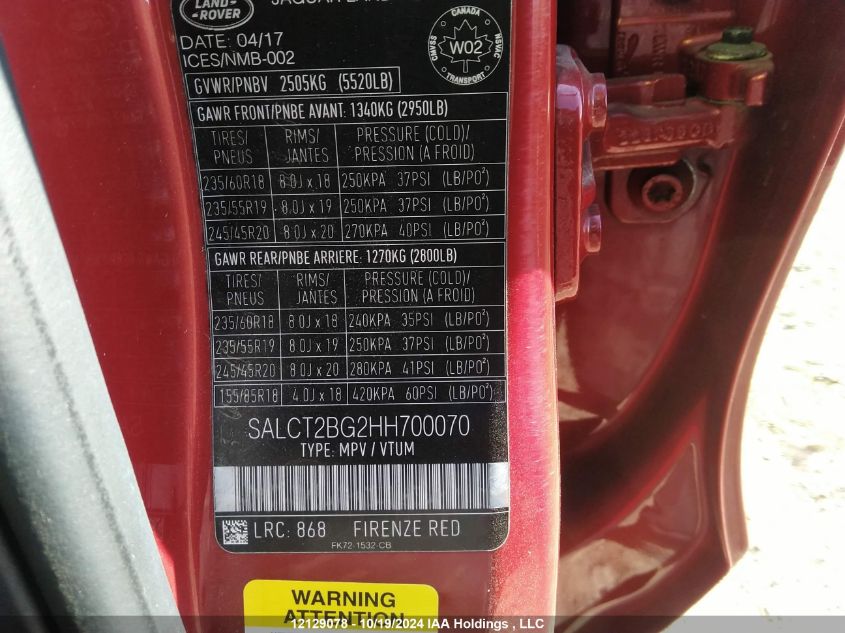 LAND-
ROVER
DATE: 04/17
ICES/NMB-002
CANADA
SVMNS
NSVAC
W02
TRANSPORT
GVWR/PNBV 2505KG (5520LB)
GAWR FRONT/PNBE AVANT: 1340KG (2950LB)
TIRES/ RIMS/ PRESSURE (COLD)/
PNEUS JANTES PRESSION (A FROID)
235/60R18 8.0J x 18 250KPA 37PSI (LB/PO²)
235/55R19 8.0J x 19 250KPA 37PSI (LB/PO²)
245/45R20 8.0J x 20 270KPA 40PSI (LB/PO²)
GAWR REAR/PNBE ARRIERE: 1270KG (2800LB)
TIRES/ RIMS/ PRESSURE (COLD)/
PNEUS JANTES PRESSION (A FROID)
235/60R18 8.0J x 18 240KPA 35PSI (LB/PO²)
235/55R19 8.0J x 19 250KPA 37PSI (LB/PO²)
245/45R20 8.0J x 20 280KPA 41PSI (LB/PO²)
155/85R18 4.0J x 18 420KPA 60PSI (LB/PO²)
SALCT2BG2HH700070
TYPE: MPV / VTUM
LRC: 868 FIRENZE RED
FK72-1532-CB
WARNING
ATTENTION
12129078 - 10/19/2024 IAA Holdings , LLC